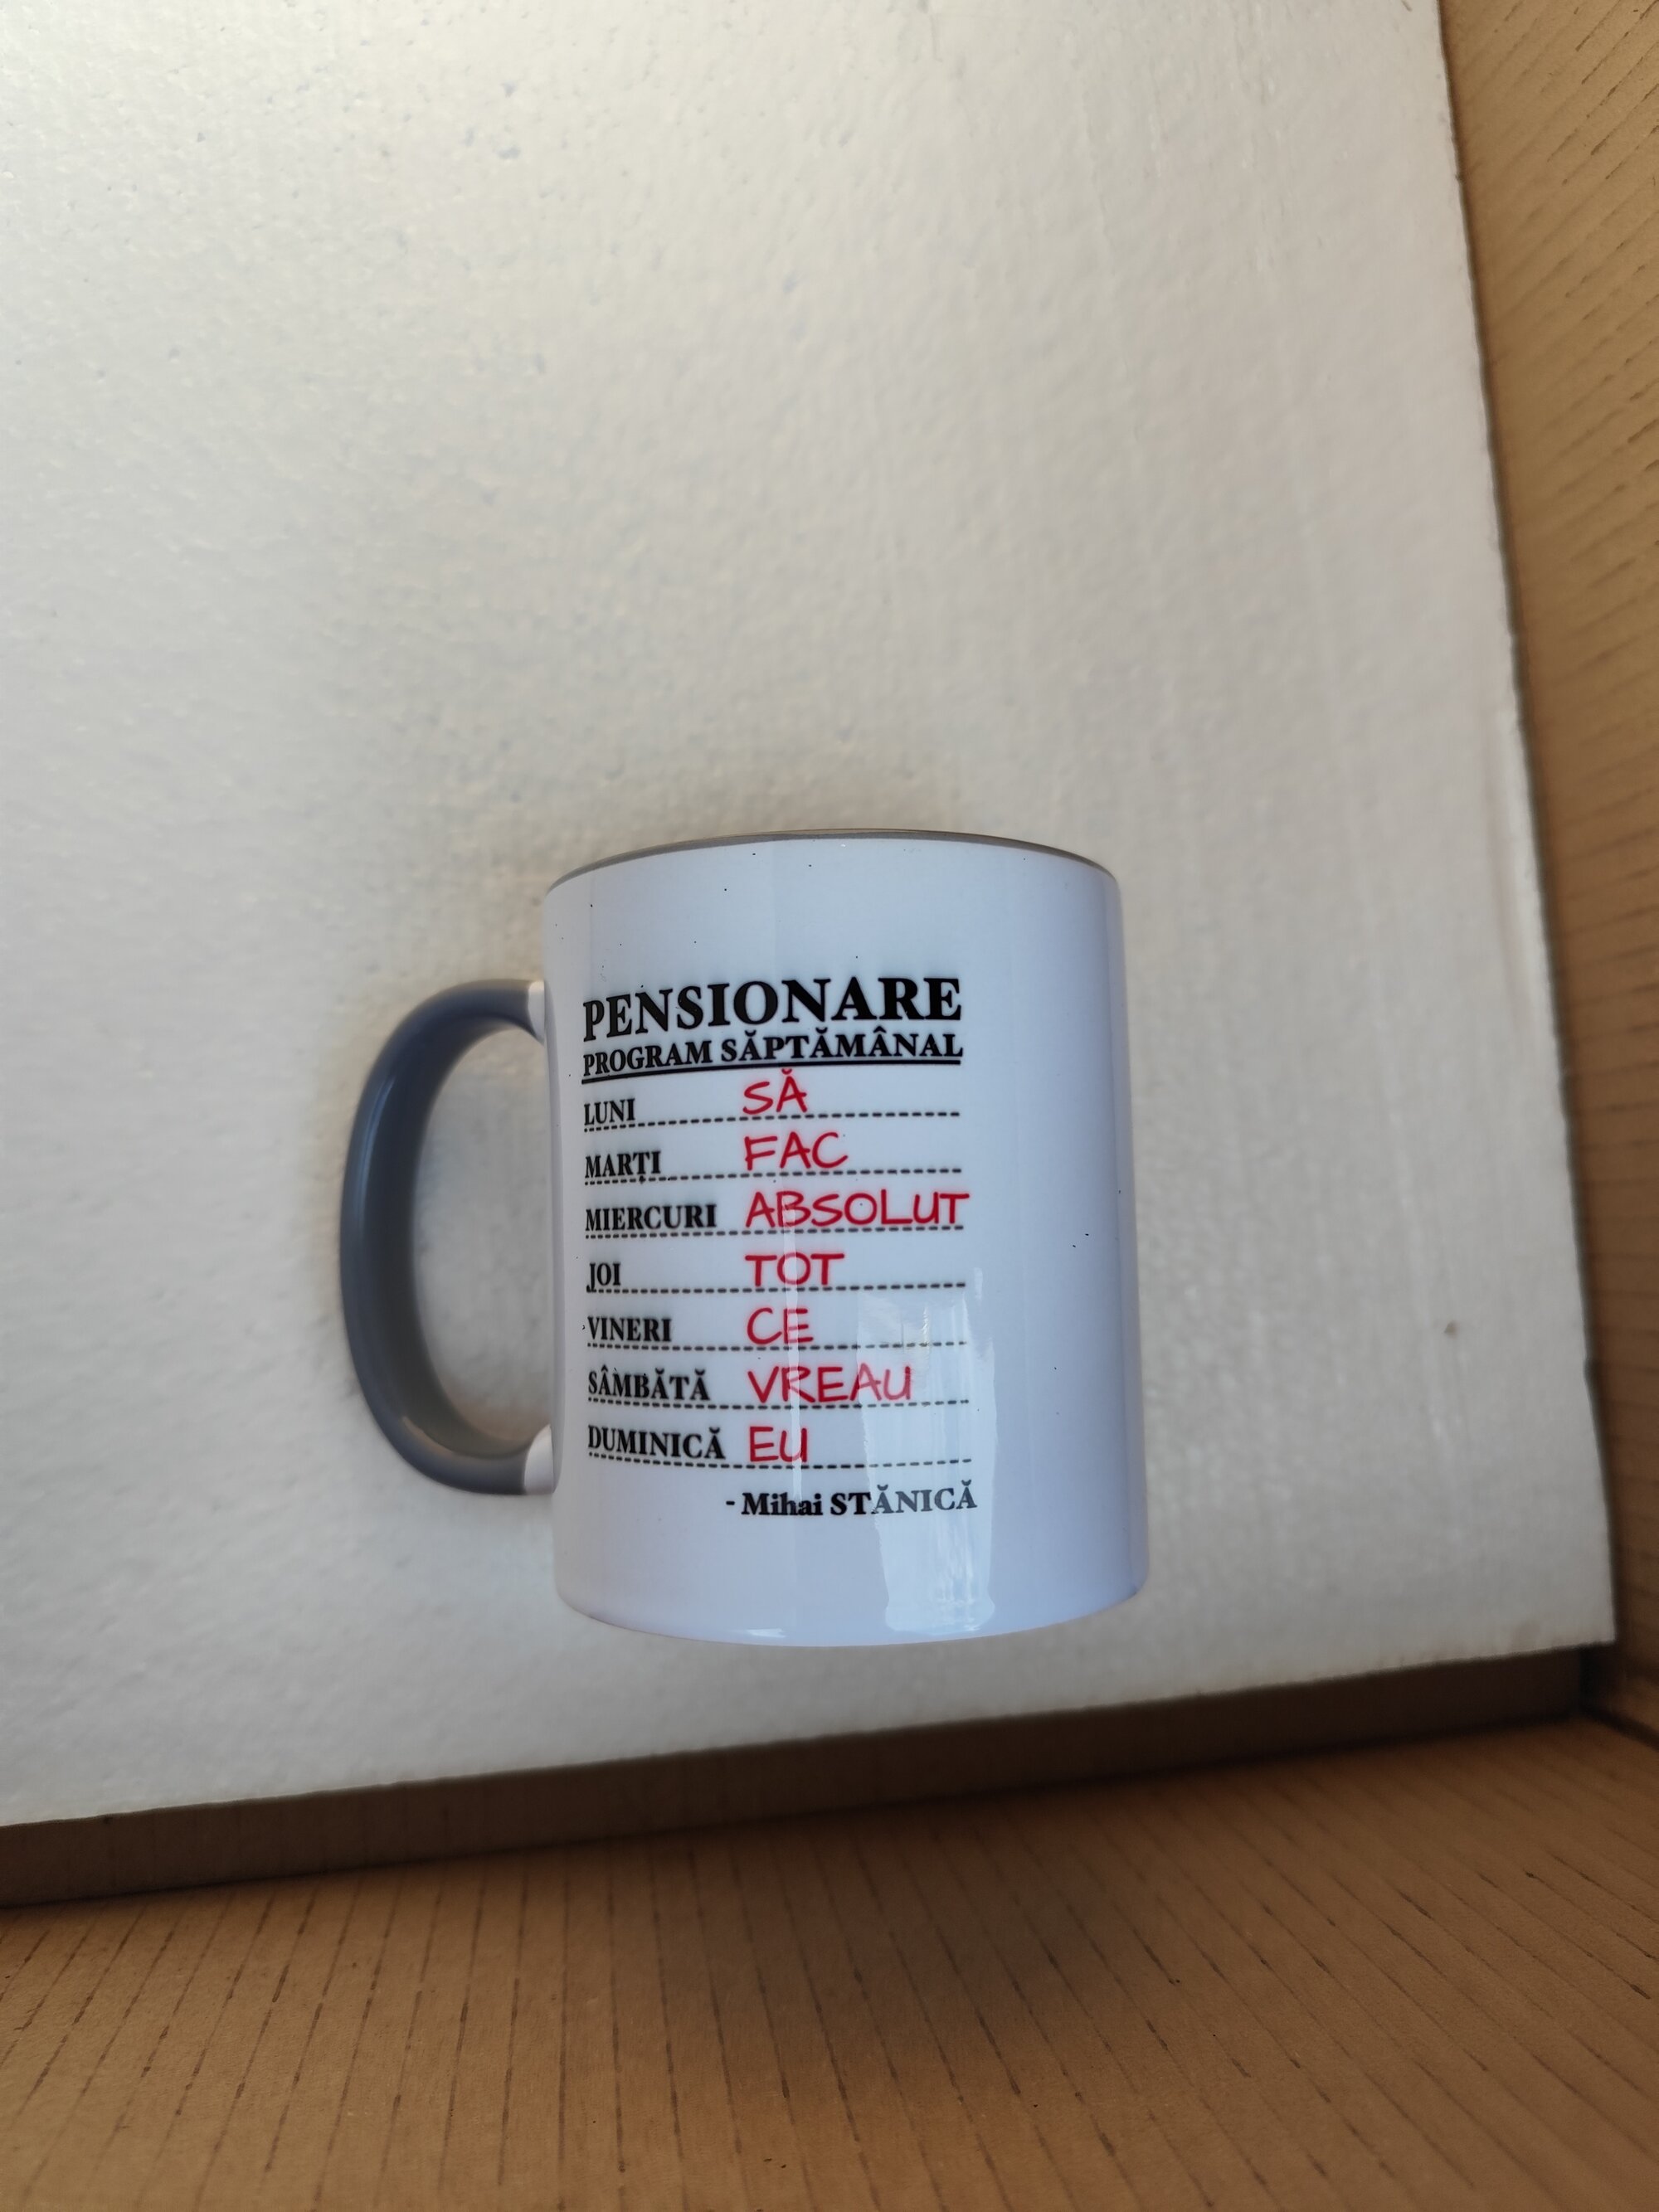 PENSIONARE
PROGRAM SĂPTĂMÂNAL
LUNI SĂ
MARȚI FAC
MIERCURI ABSOLUT
JOI TOT
VINERI CE
SÂMBĂTĂ VREAU
DUMINICĂ EU
- Mihai STĂNICĂ